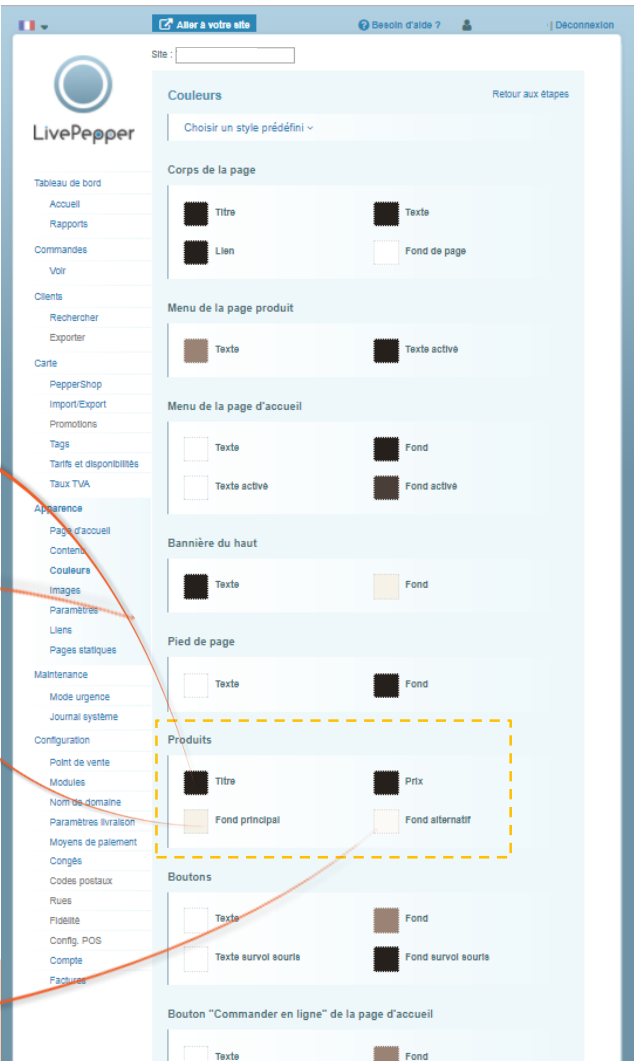 Aller à votre site
Besoin d'aide ?
| Déconnexion
Site :
LivePepper
Tableau de bord
Accueil
Rapports
Commandes
Voir
Clients
Rechercher
Exporter
Carte
PepperShop
Import/Export
Promotions
Tags
Tarifs et disponibilités
Taux TVA
Apparence
Page d'accueil
Contenu
Couleurs
Images
Paramètres
Liens
Pages statiques
Maintenance
Mode urgence
Journal système
Configuration
Point de vente
Modules
Nom de domaine
Paramètres livraison
Moyens de paiement
Congés
Codes postaux
Rues
Fidélité
Config. POS
Compte
Factures
Couleurs
Retour aux étapes
Choisir un style prédéfini
Corps de la page
Titre
Texte
Lien
Fond de page
Menu de la page produit
Texte
Texte activé
Menu de la page d'accueil
Texte
Fond
Texte activé
Fond activé
Bannière du haut
Texte
Fond
Pied de page
Texte
Fond
Produits
Titre
Prix
Fond principal
Fond alternatif
Boutons
Texte
Fond
Texte survol souris
Fond survol souris
Bouton "Commander en ligne" de la page d'accueil
Texte
Fond